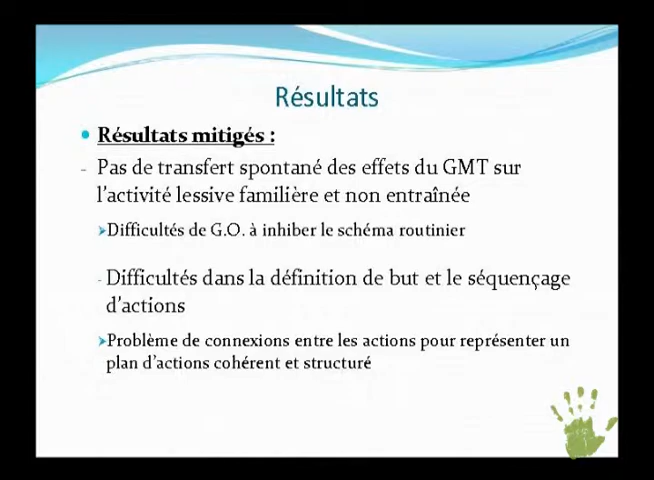 Résultats
Résultats mitigés :
- Pas de transfert spontané des effets du GMT sur
l'activité lessive familière et non entraînée
Difficultés de G.O. à inhiber le schéma routinier
- Difficultés dans la définition de but et le séquençage
d'actions
Problème de connexions entre les actions pour représenter un
plan d'actions cohérent et structuré